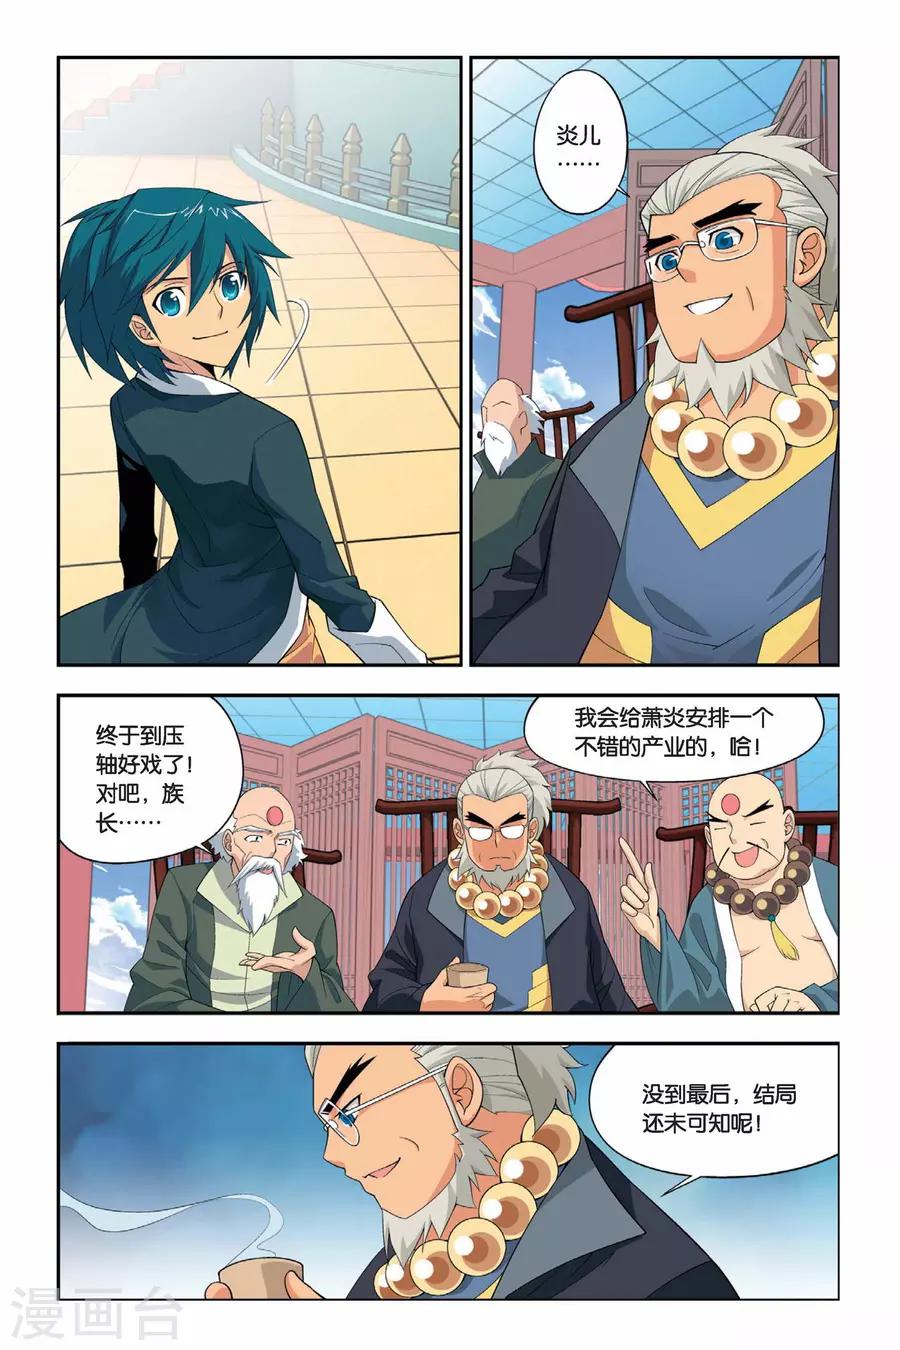 炎儿
……
终于到压
轴好戏了！
对吧，族
长……
我会给萧炎安排一个
不错的产业的，哈！
没到最后，结局
还未可知呢！
漫画台